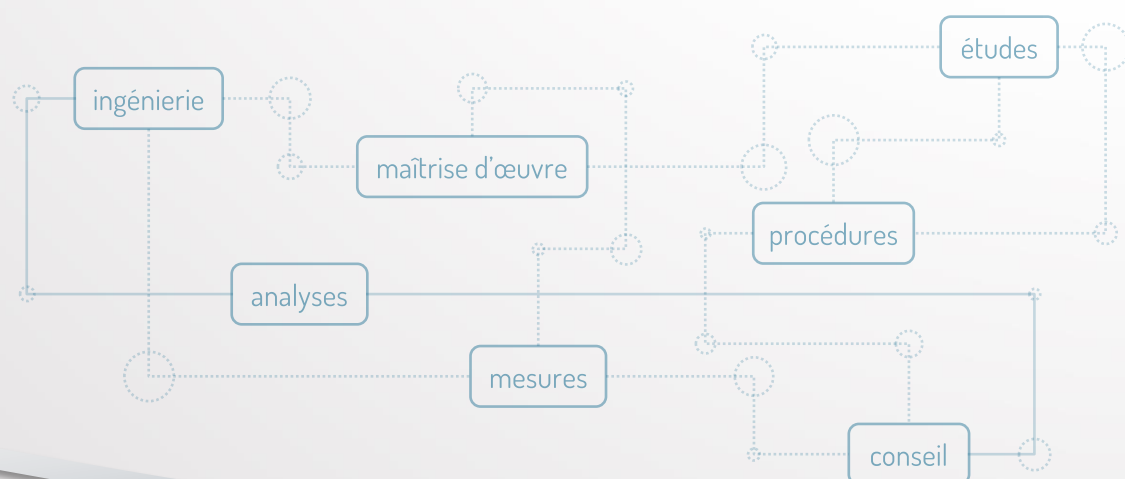 études
ingénierie
maîtrise d’œuvre
procédures
analyses
mesures
conseil